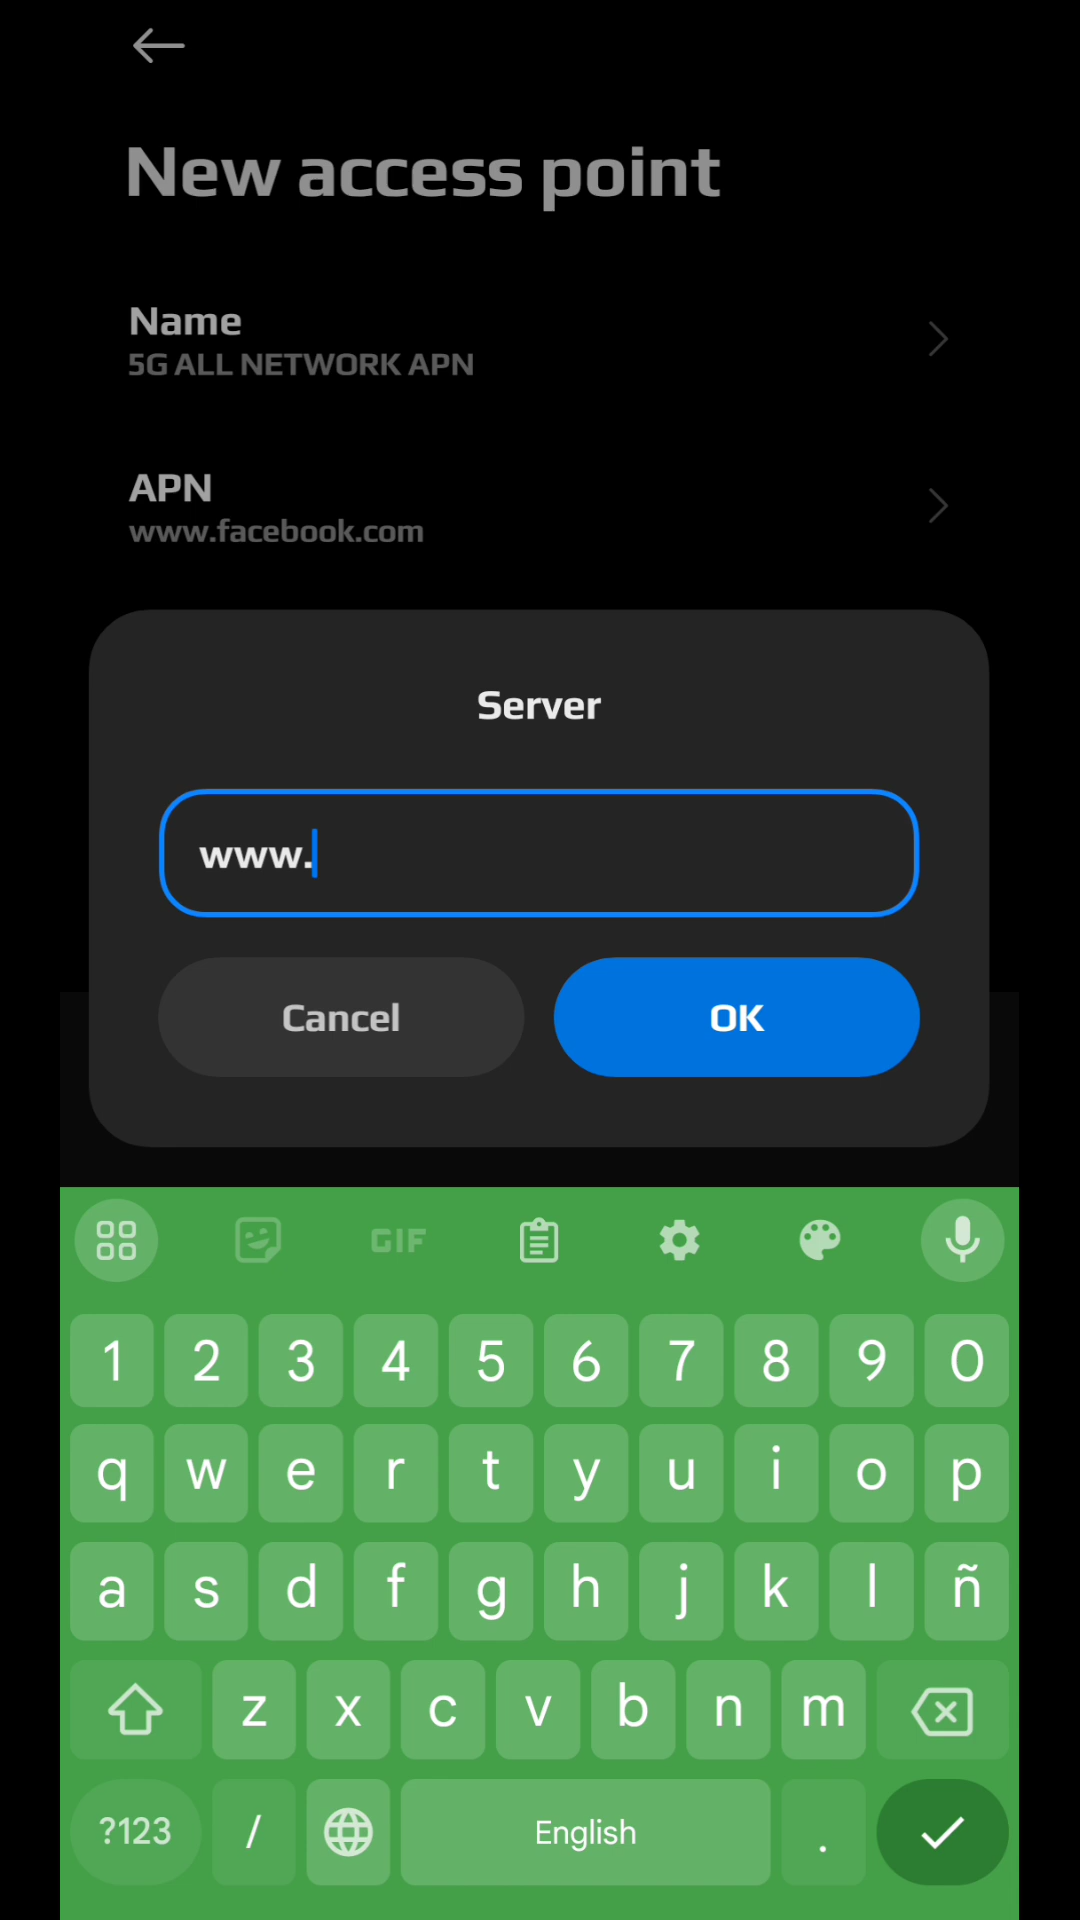 New access point
Name
5G ALL NETWORK APN
APN
www.facebook.com
Server
www.
Cancel
OK
GIF
1 2 3 4 5 6 7 8 9 0
q w e r t y u i o p
a s d f g h j k l ñ
z x c v b n m
?123 / English .